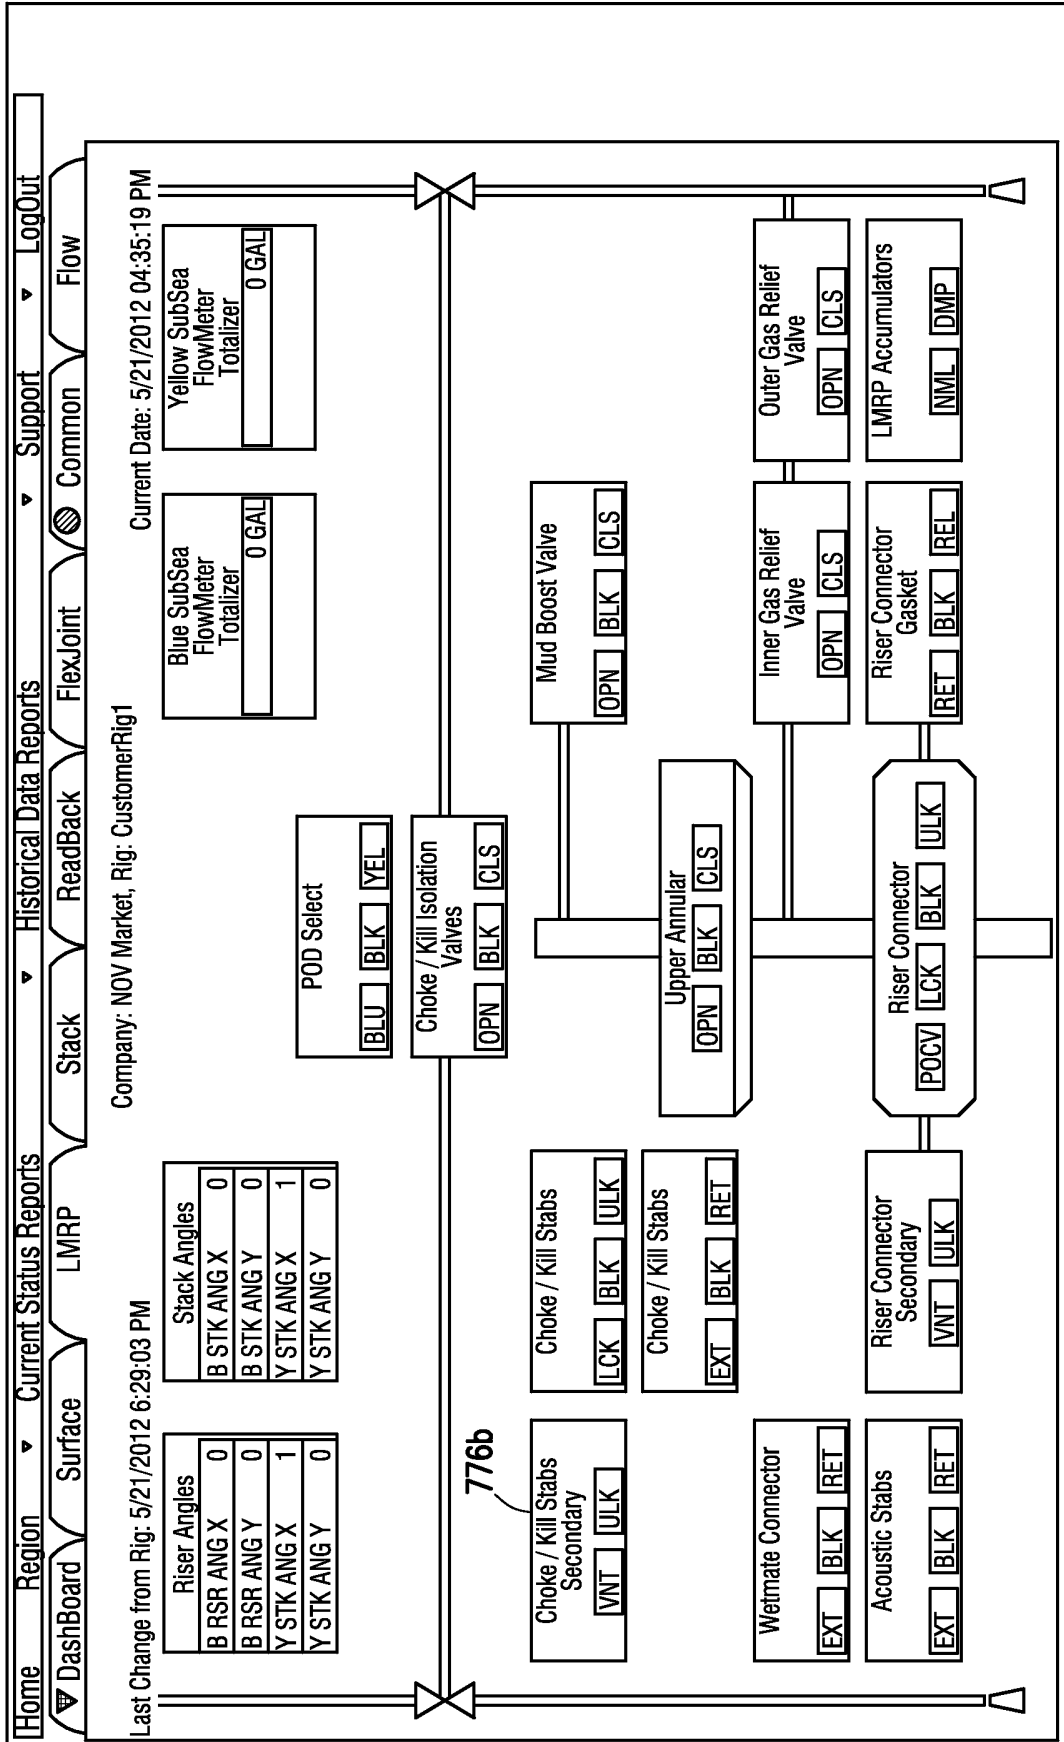 Home Region Current Status Reports Historical Data Reports Support LogOut
DashBoard Surface LMRP Stack ReadBack FlexJoint Common Flow
Company: NOV Market, Rig: CustomerRig1
Last Change from Rig: 5/21/2012 6:29:03 PM
Current Date: 5/21/2012 04:35:19 PM
Riser Angles
B RSR ANG X 0
B RSR ANG Y 0
Y STK ANG X 1
Y STK ANG Y 0
Stack Angles
B STK ANG X 0
B STK ANG Y 0
Y STK ANG X 1
Y STK ANG Y 0
Blue SubSea
FlowMeter
Totalizer
0 GAL
Yellow SubSea
FlowMeter
Totalizer
0 GAL
POD Select
BLU BLK YEL
Choke / Kill Isolation
Valves
OPN BLK CLS
776b
Choke / Kill Stabs
Secondary
VNT ULK
Choke / Kill Stabs
LCK BLK ULK
Mud Boost Valve
OPN BLK CLS
Choke / Kill Stabs
EXT BLK RET
Upper Annular
OPN BLK CLS
Wetmate Connector
EXT BLK RET
Inner Gas Relief
Valve
OPN CLS
Outer Gas Relief
Valve
OPN CLS
Acoustic Stabs
EXT BLK RET
Riser Connector
Secondary
VNT ULK
Riser Connector
POCV LCK BLK ULK
Riser Connector
Gasket
RET BLK REL
LMRP Accumulators
NML DMP